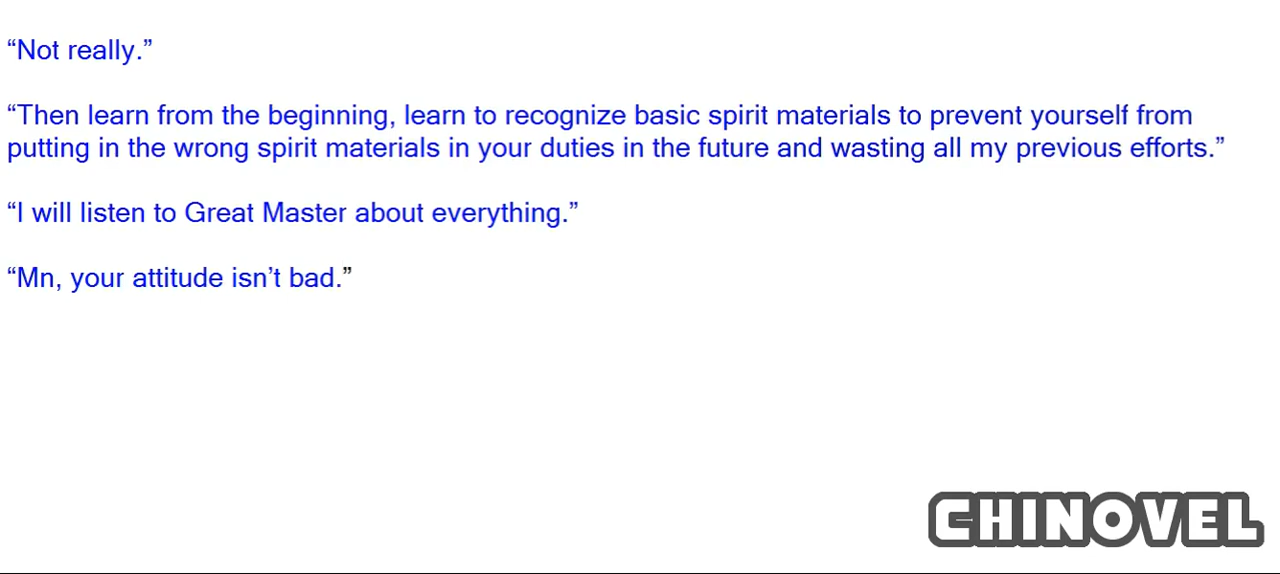 “Not really.”
“Then learn from the beginning, learn to recognize basic spirit materials to prevent yourself from
putting in the wrong spirit materials in your duties in the future and wasting all my previous efforts.”
“I will listen to Great Master about everything.”
“Mn, your attitude isn’t bad.”
CHINOVEL